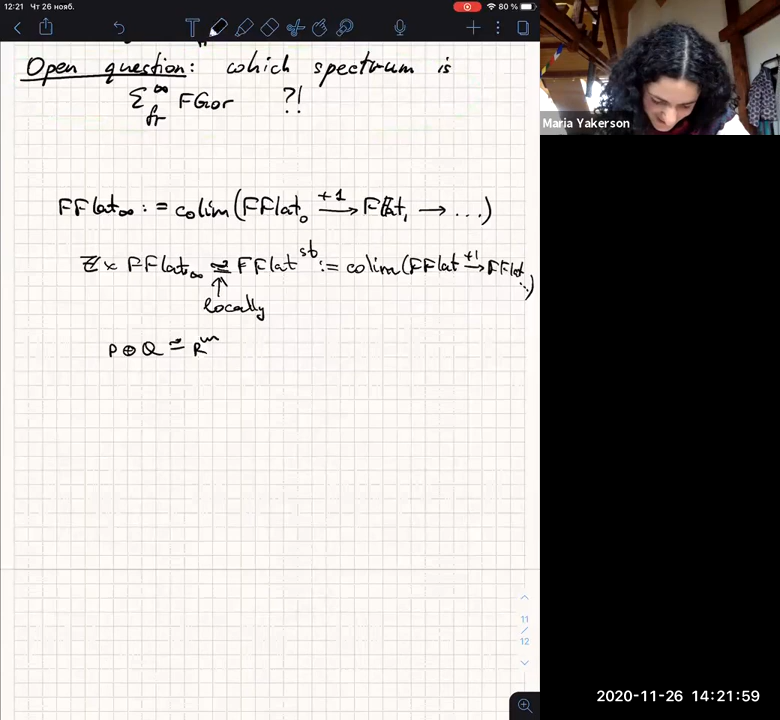 12:21 Чт 26 нояб. 80 %
Open question: which spectrum is
Σ^∞_fr FGor ?!
FFlat_∞ := colim(FFlat_0 →^{+1} FFlat_1 → ...)
ℤ × FFlat_∞ ≃ FFlat^st := colim(FFlat →^{+1} FFlat ...)
↑
locally
P ⊕ Q ≃ R^m
Maria Yakerson
11
/
12
2020-11-26 14:21:59